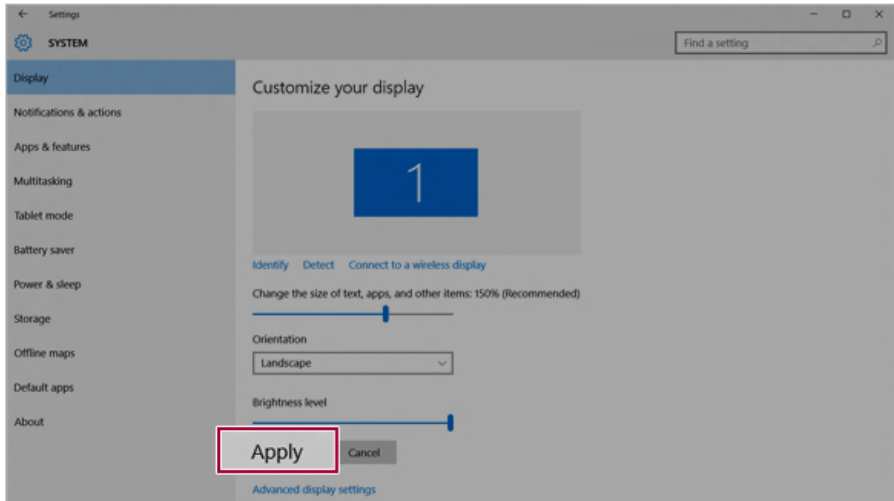 Settings
SYSTEM
Find a setting
Display
Notifications & actions
Apps & features
Multitasking
Tablet mode
Battery saver
Power & sleep
Storage
Offline maps
Default apps
About
Customize your display
1
Identify Detect Connect to a wireless display
Change the size of text, apps, and other items: 150% (Recommended)
Orientation
Landscape
Brightness level
Apply Cancel
Advanced display settings